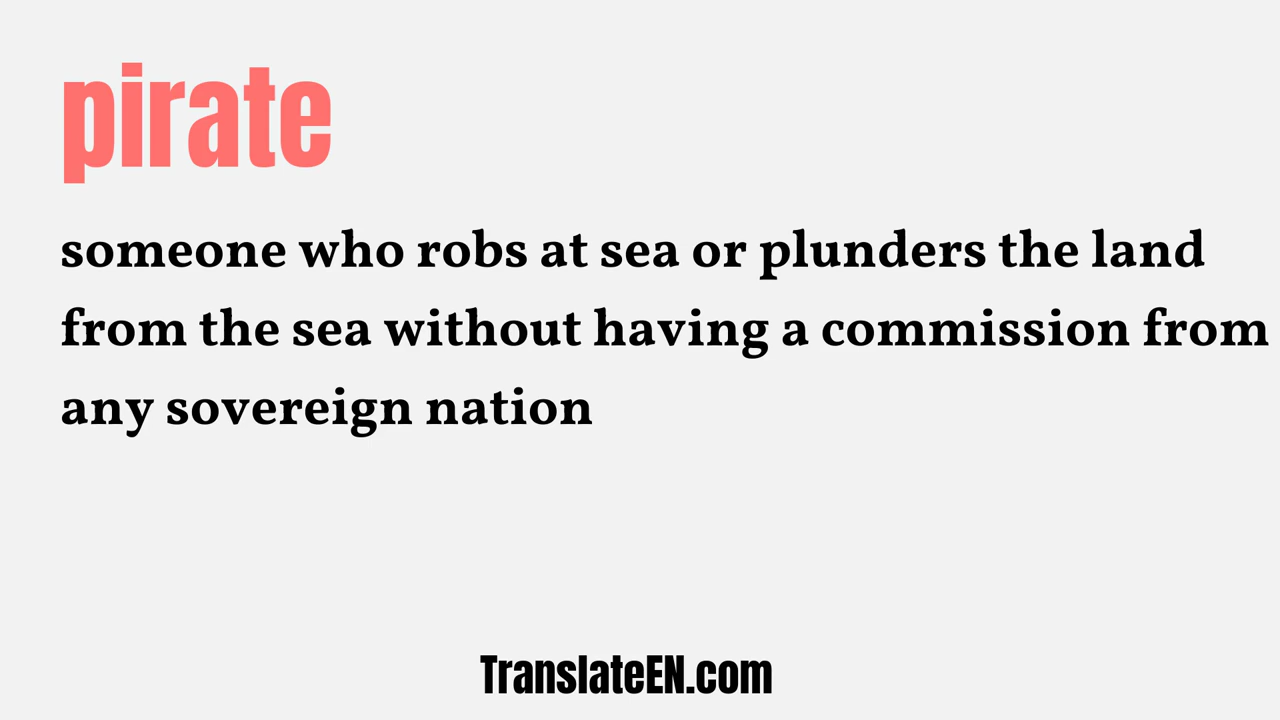 pirate
someone who robs at sea or plunders the land
from the sea without having a commission from
any sovereign nation
TranslateEN.com